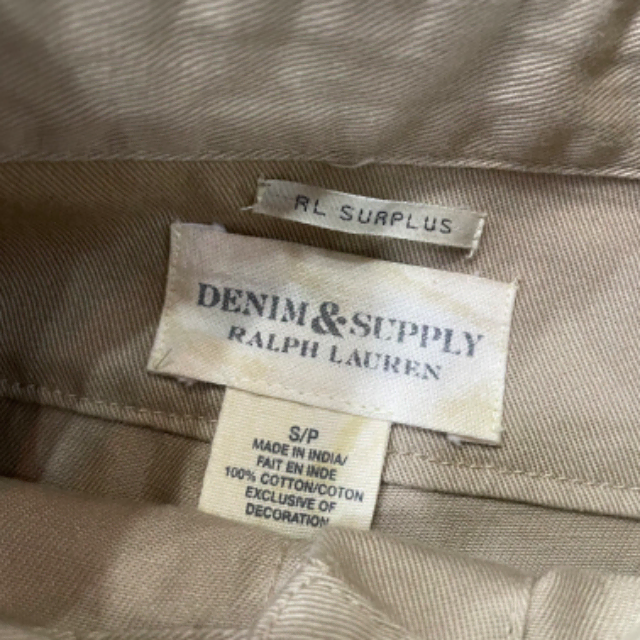 RL SURPLUS
DENIM&SUPPLY
RALPH LAUREN
S/P
MADE IN INDIA/
FAIT EN INDE
100% COTTON/COTON
EXCLUSIVE OF
DECORATION